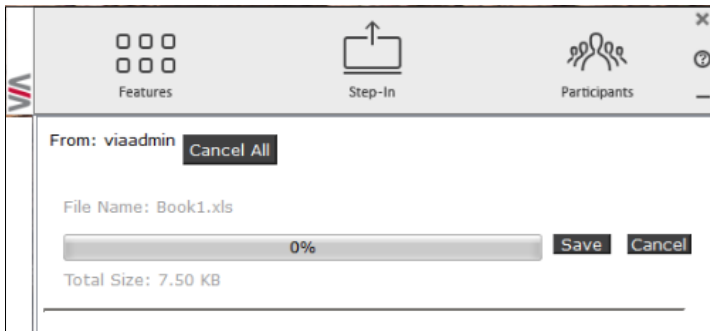 Features Step-In Participants
From: viaadmin Cancel All
File Name: Book1.xls
0% Save Cancel
Total Size: 7.50 KB